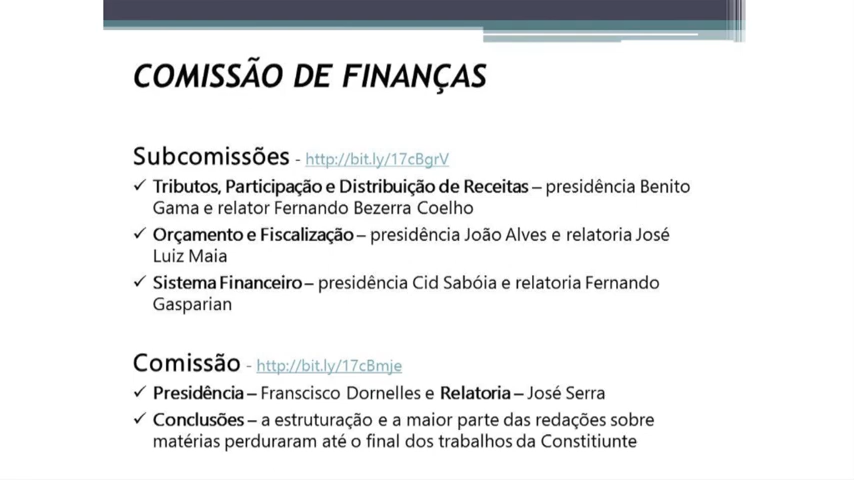 COMISSÃO DE FINANÇAS
Subcomissões - http://bit.ly/17cBgrV
✓ Tributos, Participação e Distribuição de Receitas – presidência Benito
Gama e relator Fernando Bezerra Coelho
✓ Orçamento e Fiscalização – presidência João Alves e relatoria José
Luiz Maia
✓ Sistema Financeiro – presidência Cid Sabóia e relatoria Fernando
Gasparian
Comissão - http://bit.ly/17cBmje
✓ Presidência – Franscisco Dornelles e Relatoria – José Serra
✓ Conclusões – a estruturação e a maior parte das redações sobre
matérias perduraram até o final dos trabalhos da Constitiunte